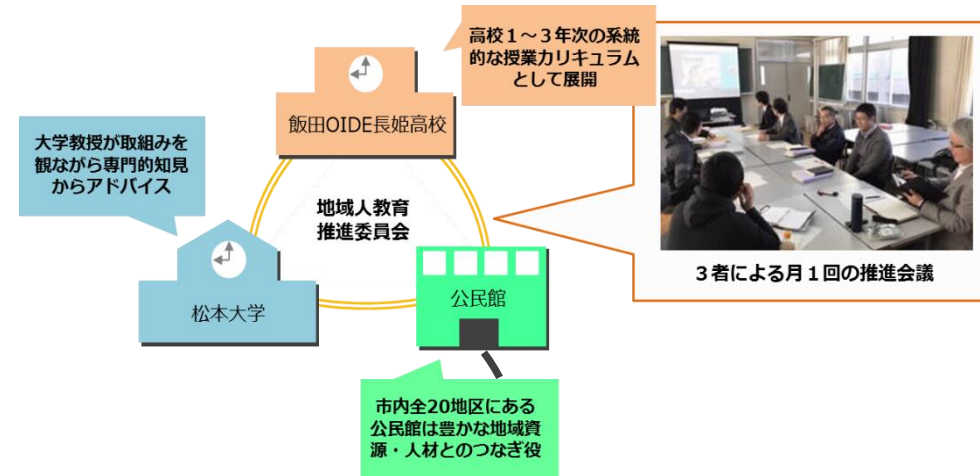 高校１～３年次の系統
的な授業カリキュラム
として展開
飯田OIDE長姫高校
大学教授が取組みを
観ながら専門的知見
からアドバイス
地域人教育
推進委員会
松本大学
公民館
３者による月１回の推進会議
市内全20地区にある
公民館は豊かな地域資
源・人材とのつなぎ役